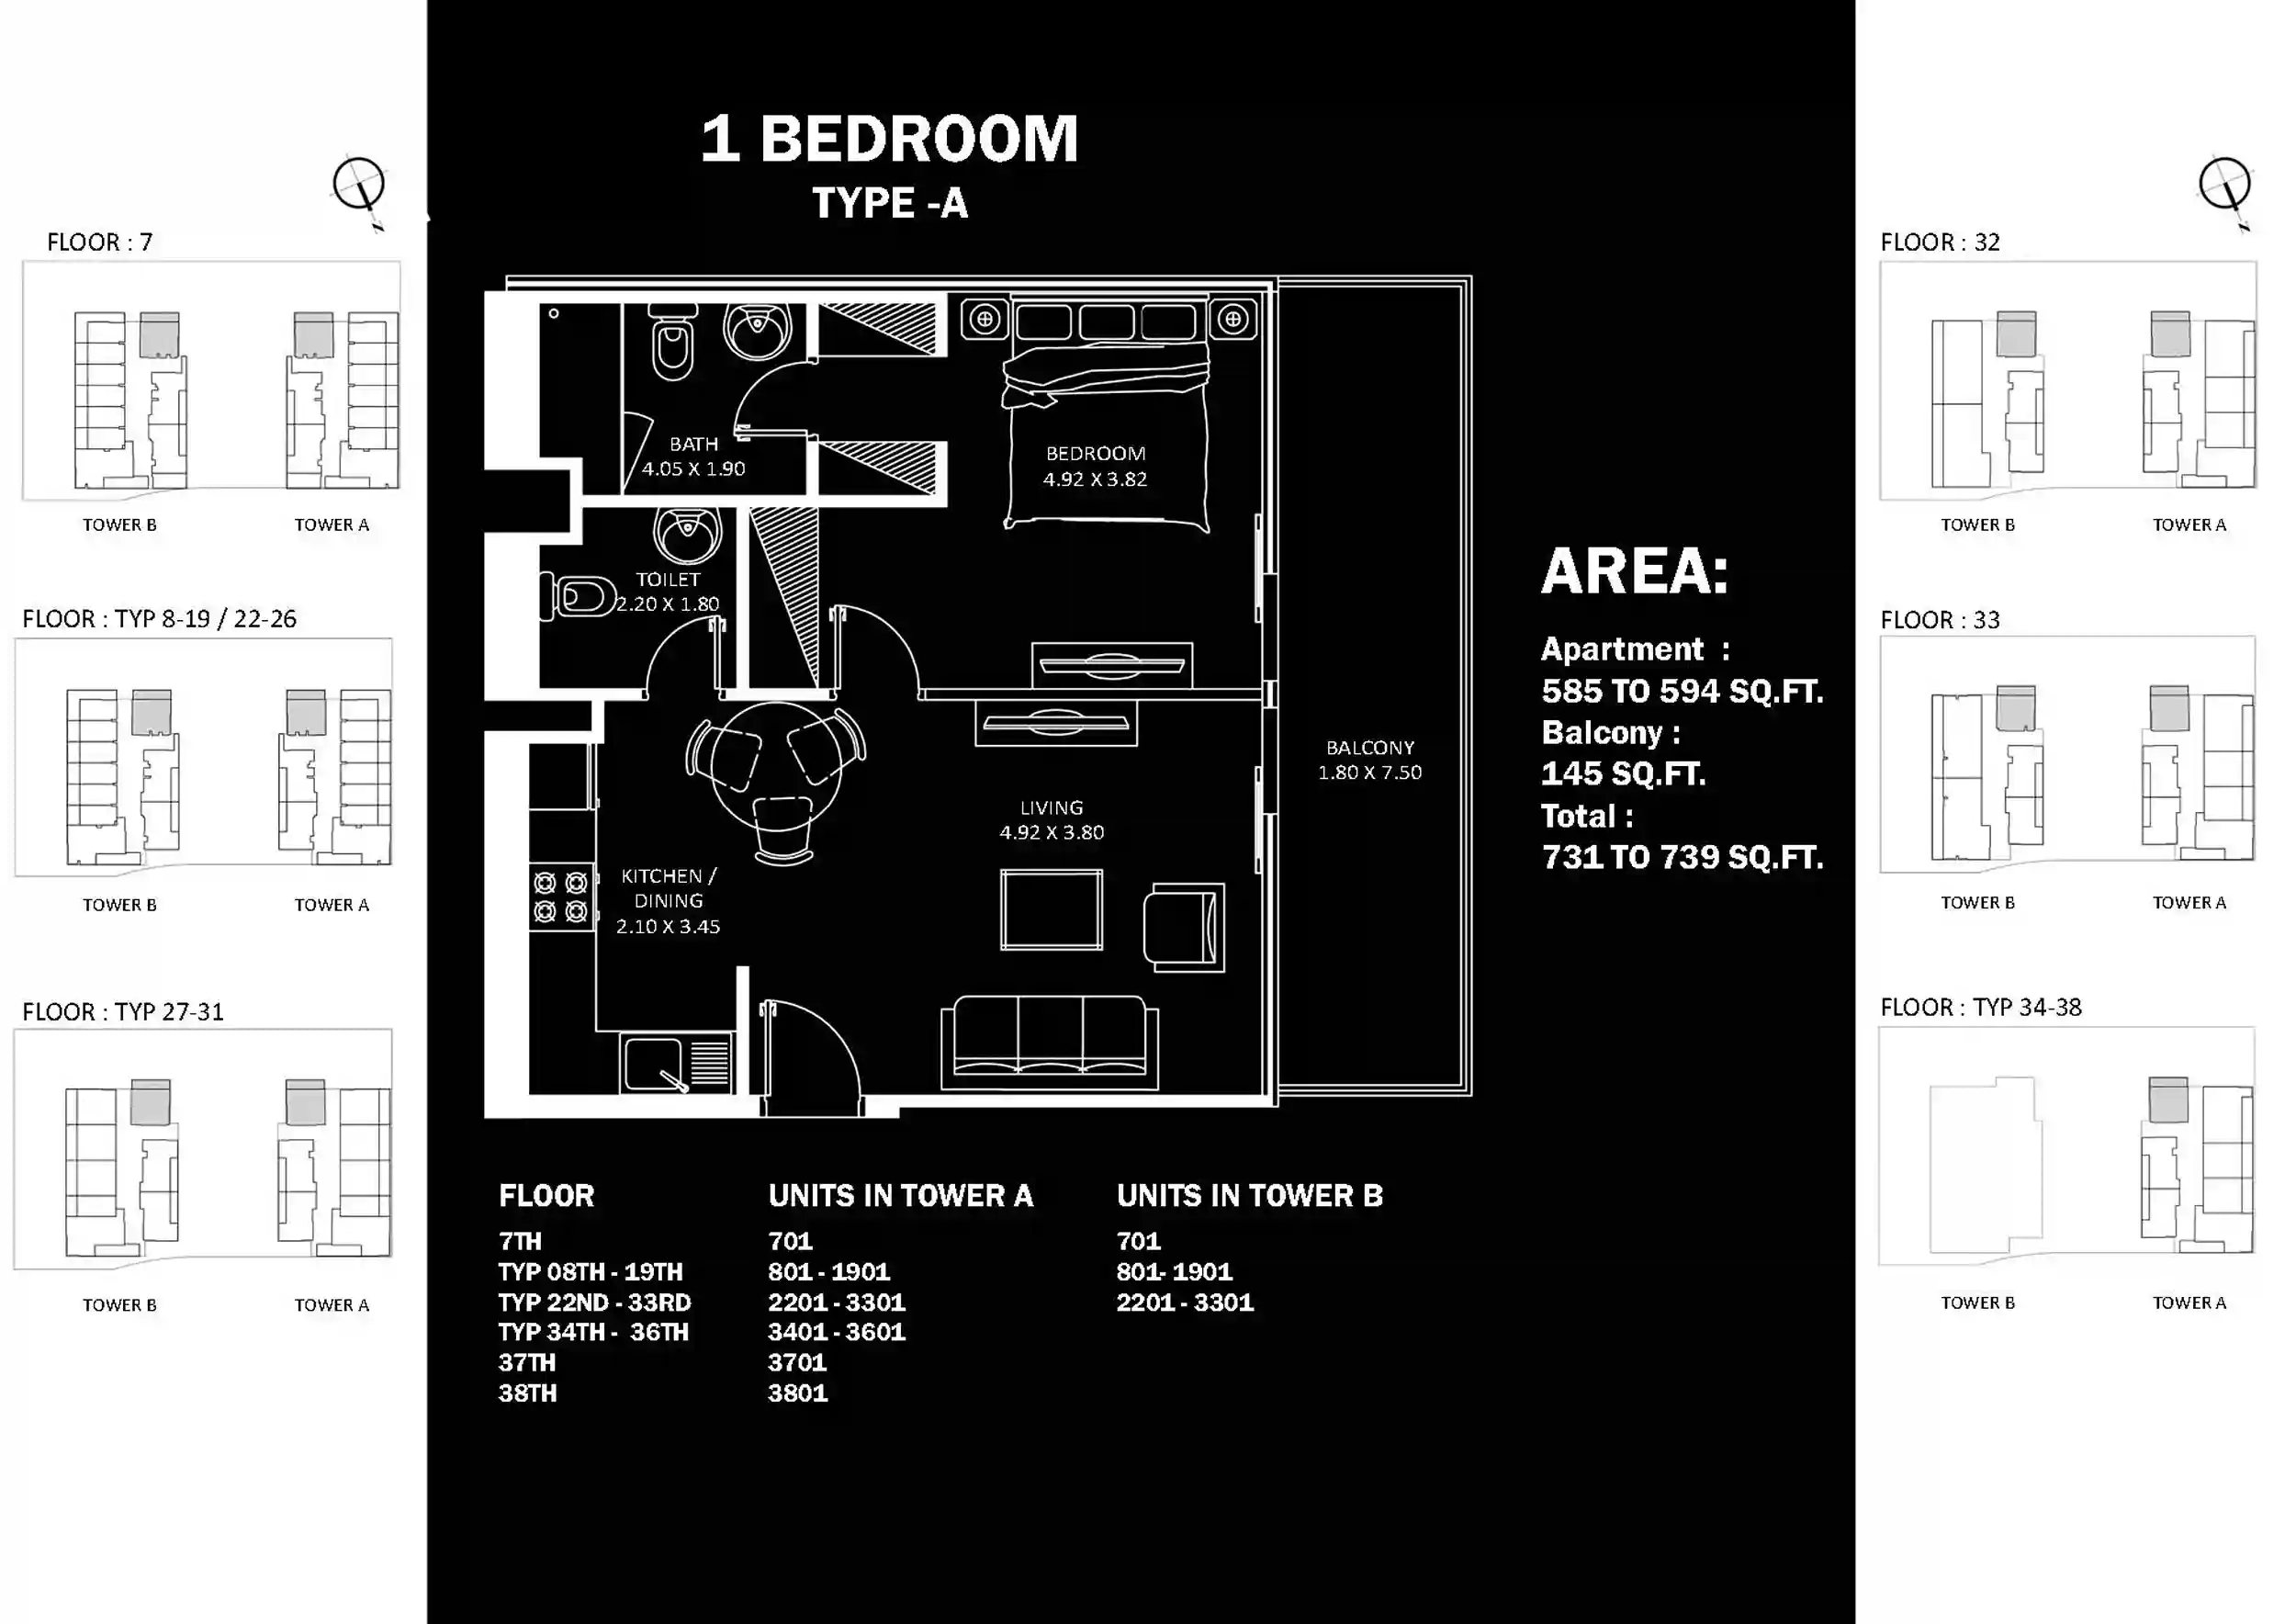 1 BEDROOM
TYPE -A
N
FLOOR : 7
TOWER B
TOWER A
FLOOR : TYP 8-19 / 22-26
TOWER B
TOWER A
FLOOR : TYP 27-31
TOWER B
TOWER A
BATH
4.05 X 1.90
BEDROOM
4.92 X 3.82
TOILET
2.20 X 1.80
BALCONY
1.80 X 7.50
LIVING
4.92 X 3.80
KITCHEN /
DINING
2.10 X 3.45
AREA:
Apartment :
585 TO 594 SQ.FT.
Balcony :
145 SQ.FT.
Total :
731 TO 739 SQ.FT.
FLOOR UNITS IN TOWER A UNITS IN TOWER B
7TH 701 701
TYP 08TH - 19TH 801 - 1901 801- 1901
TYP 22ND - 33RD 2201 - 3301 2201 - 3301
TYP 34TH - 36TH 3401 - 3601
37TH 3701
38TH 3801
N
FLOOR : 32
TOWER B
TOWER A
FLOOR : 33
TOWER B
TOWER A
FLOOR : TYP 34-38
TOWER B
TOWER A